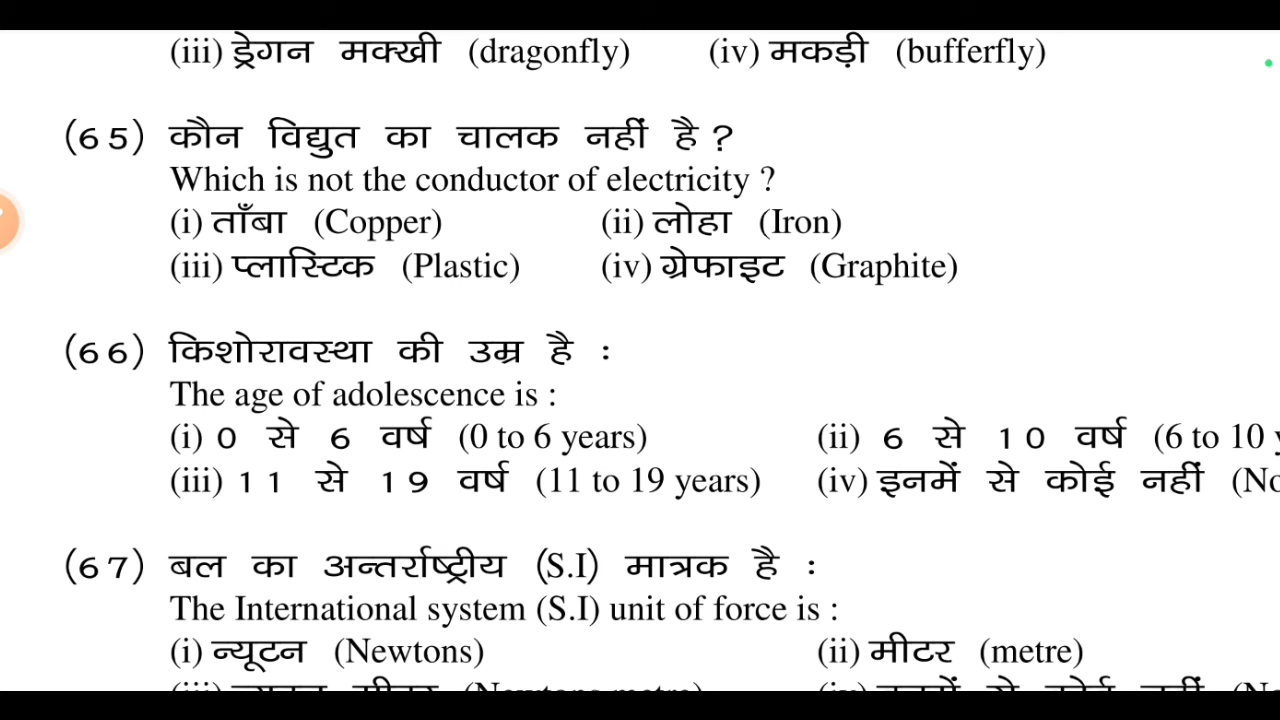 (iii) ड्रेगन मक्खी (dragonfly) (iv) मकड़ी (bufferfly)
(65) कौन विद्युत का चालक नहीं है ?
Which is not the conductor of electricity ?
(i) ताँबा (Copper) (ii) लोहा (Iron)
(iii) प्लास्टिक (Plastic) (iv) ग्रेफाइट (Graphite)
(66) किशोरावस्था की उम्र है :
The age of adolescence is :
(i) 0 से 6 वर्ष (0 to 6 years) (ii) 6 से 10 वर्ष (6 to 10
(iii) 11 से 19 वर्ष (11 to 19 years) (iv) इनमें से कोई नहीं
(67) बल का अन्तर्राष्ट्रीय (S.I) मात्रक है :
The International system (S.I) unit of force is :
(i) न्यूटन (Newtons) (ii) मीटर (metre)